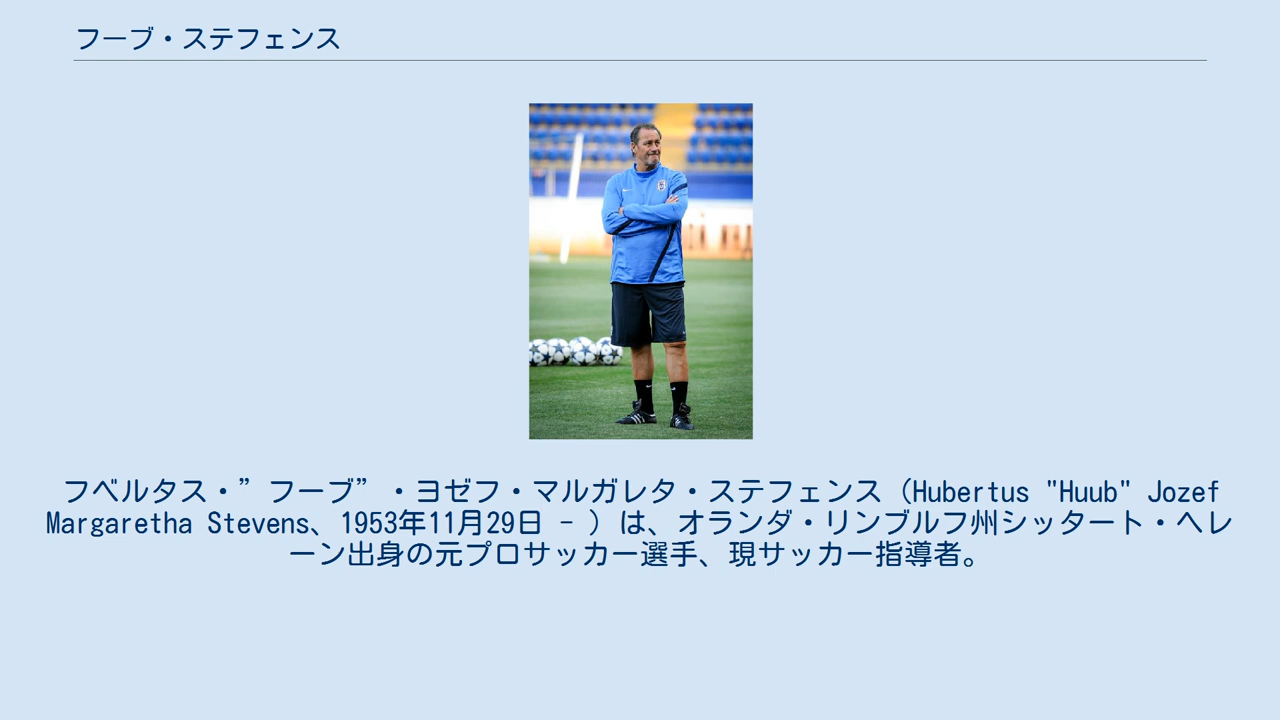 フーブ・ステフェンス
フベルタス・”フーブ”・ヨゼフ・マルガレタ・ステフェンス（Hubertus "Huub" Jozef
Margaretha Stevens、1953年11月29日 - ）は、オランダ・リンブルフ州シッタート・ヘレ
ーン出身の元プロサッカー選手、現サッカー指導者。